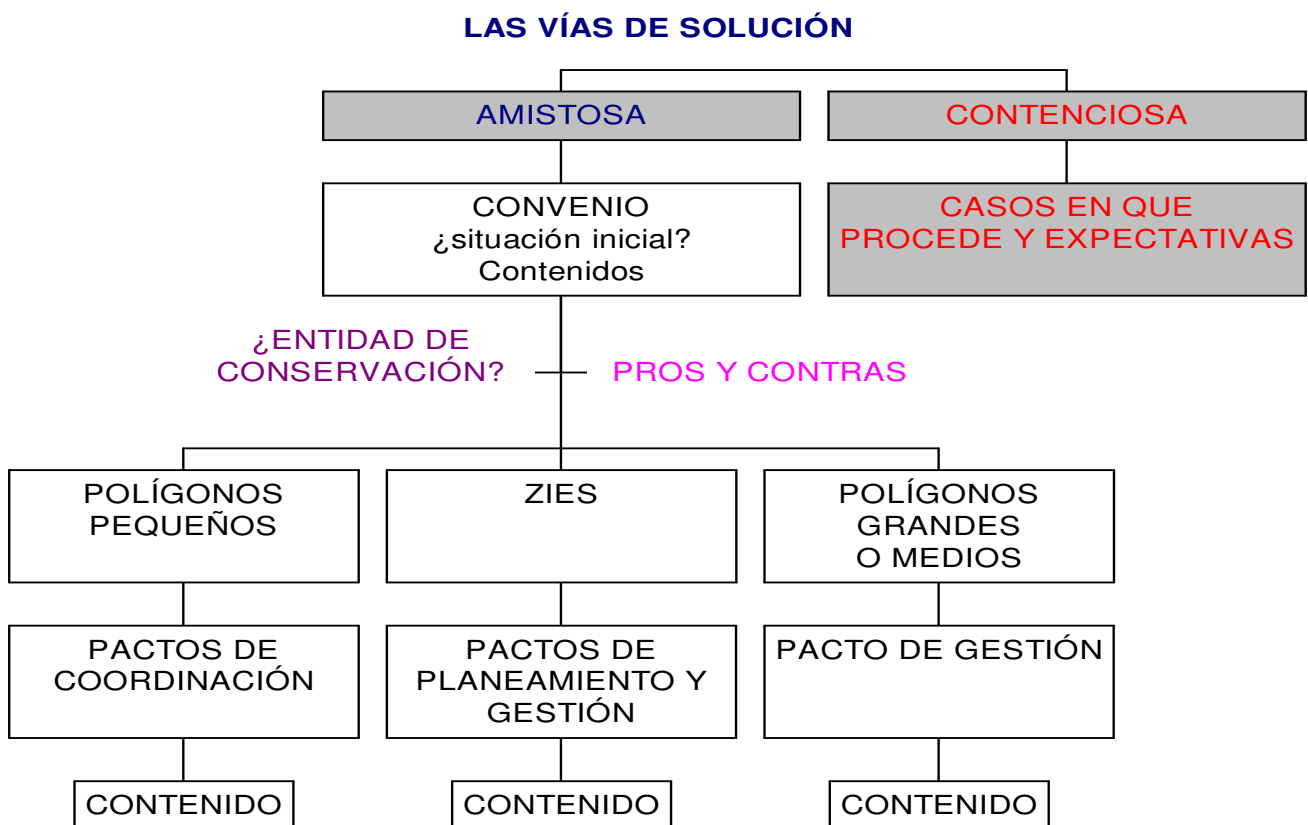 LAS VÍAS DE SOLUCIÓN
AMISTOSA
CONTENCIOSA
CONVENIO
¿situación inicial?
Contenidos
CASOS EN QUE
PROCEDE Y EXPECTATIVAS
¿ENTIDAD DE
CONSERVACIÓN?
PROS Y CONTRAS
POLÍGONOS
PEQUEÑOS
ZIES
POLÍGONOS
GRANDES
O MEDIOS
PACTOS DE
COORDINACIÓN
PACTOS DE
PLANEAMIENTO Y
GESTIÓN
PACTO DE GESTIÓN
CONTENIDO
CONTENIDO
CONTENIDO